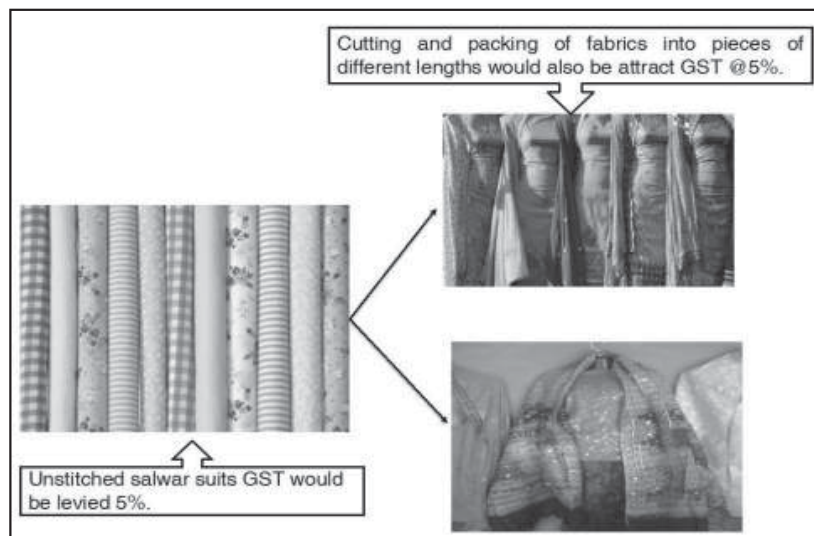 Cutting and packing of fabrics into pieces of
different lengths would also be attract GST @5%.
Unstitched salwar suits GST would
be levied 5%.